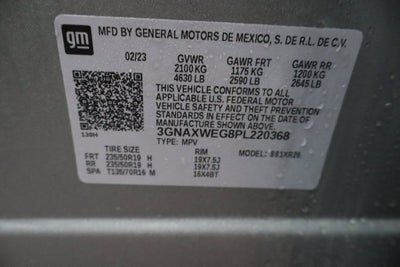 gm
MFD BY GENERAL MOTORS DE MEXICO, S. DE R.L. DE C.V.
02/23 GVWR GAWR FRT GAWR RR
2100 KG 1175 KG 1200 KG
4630 LB 2590 LB 2645 LB
THIS VEHICLE CONFORMS TO ALL
APPLICABLE U.S. FEDERAL MOTOR
VEHICLE SAFETY AND THEFT PREVENTION
STANDARDS IN EFFECT ON THE DATE OF
MANUFACTURE SHOWN ABOVE.
3GNAXWEG8PL220368
TYPE: MPV MODEL:
TIRE SIZE RIM
FRT 235/50R19 H 19X7.5J
RR 235/50R19 H 19X7.5J
SPA T135/70R16 M 16X4BT